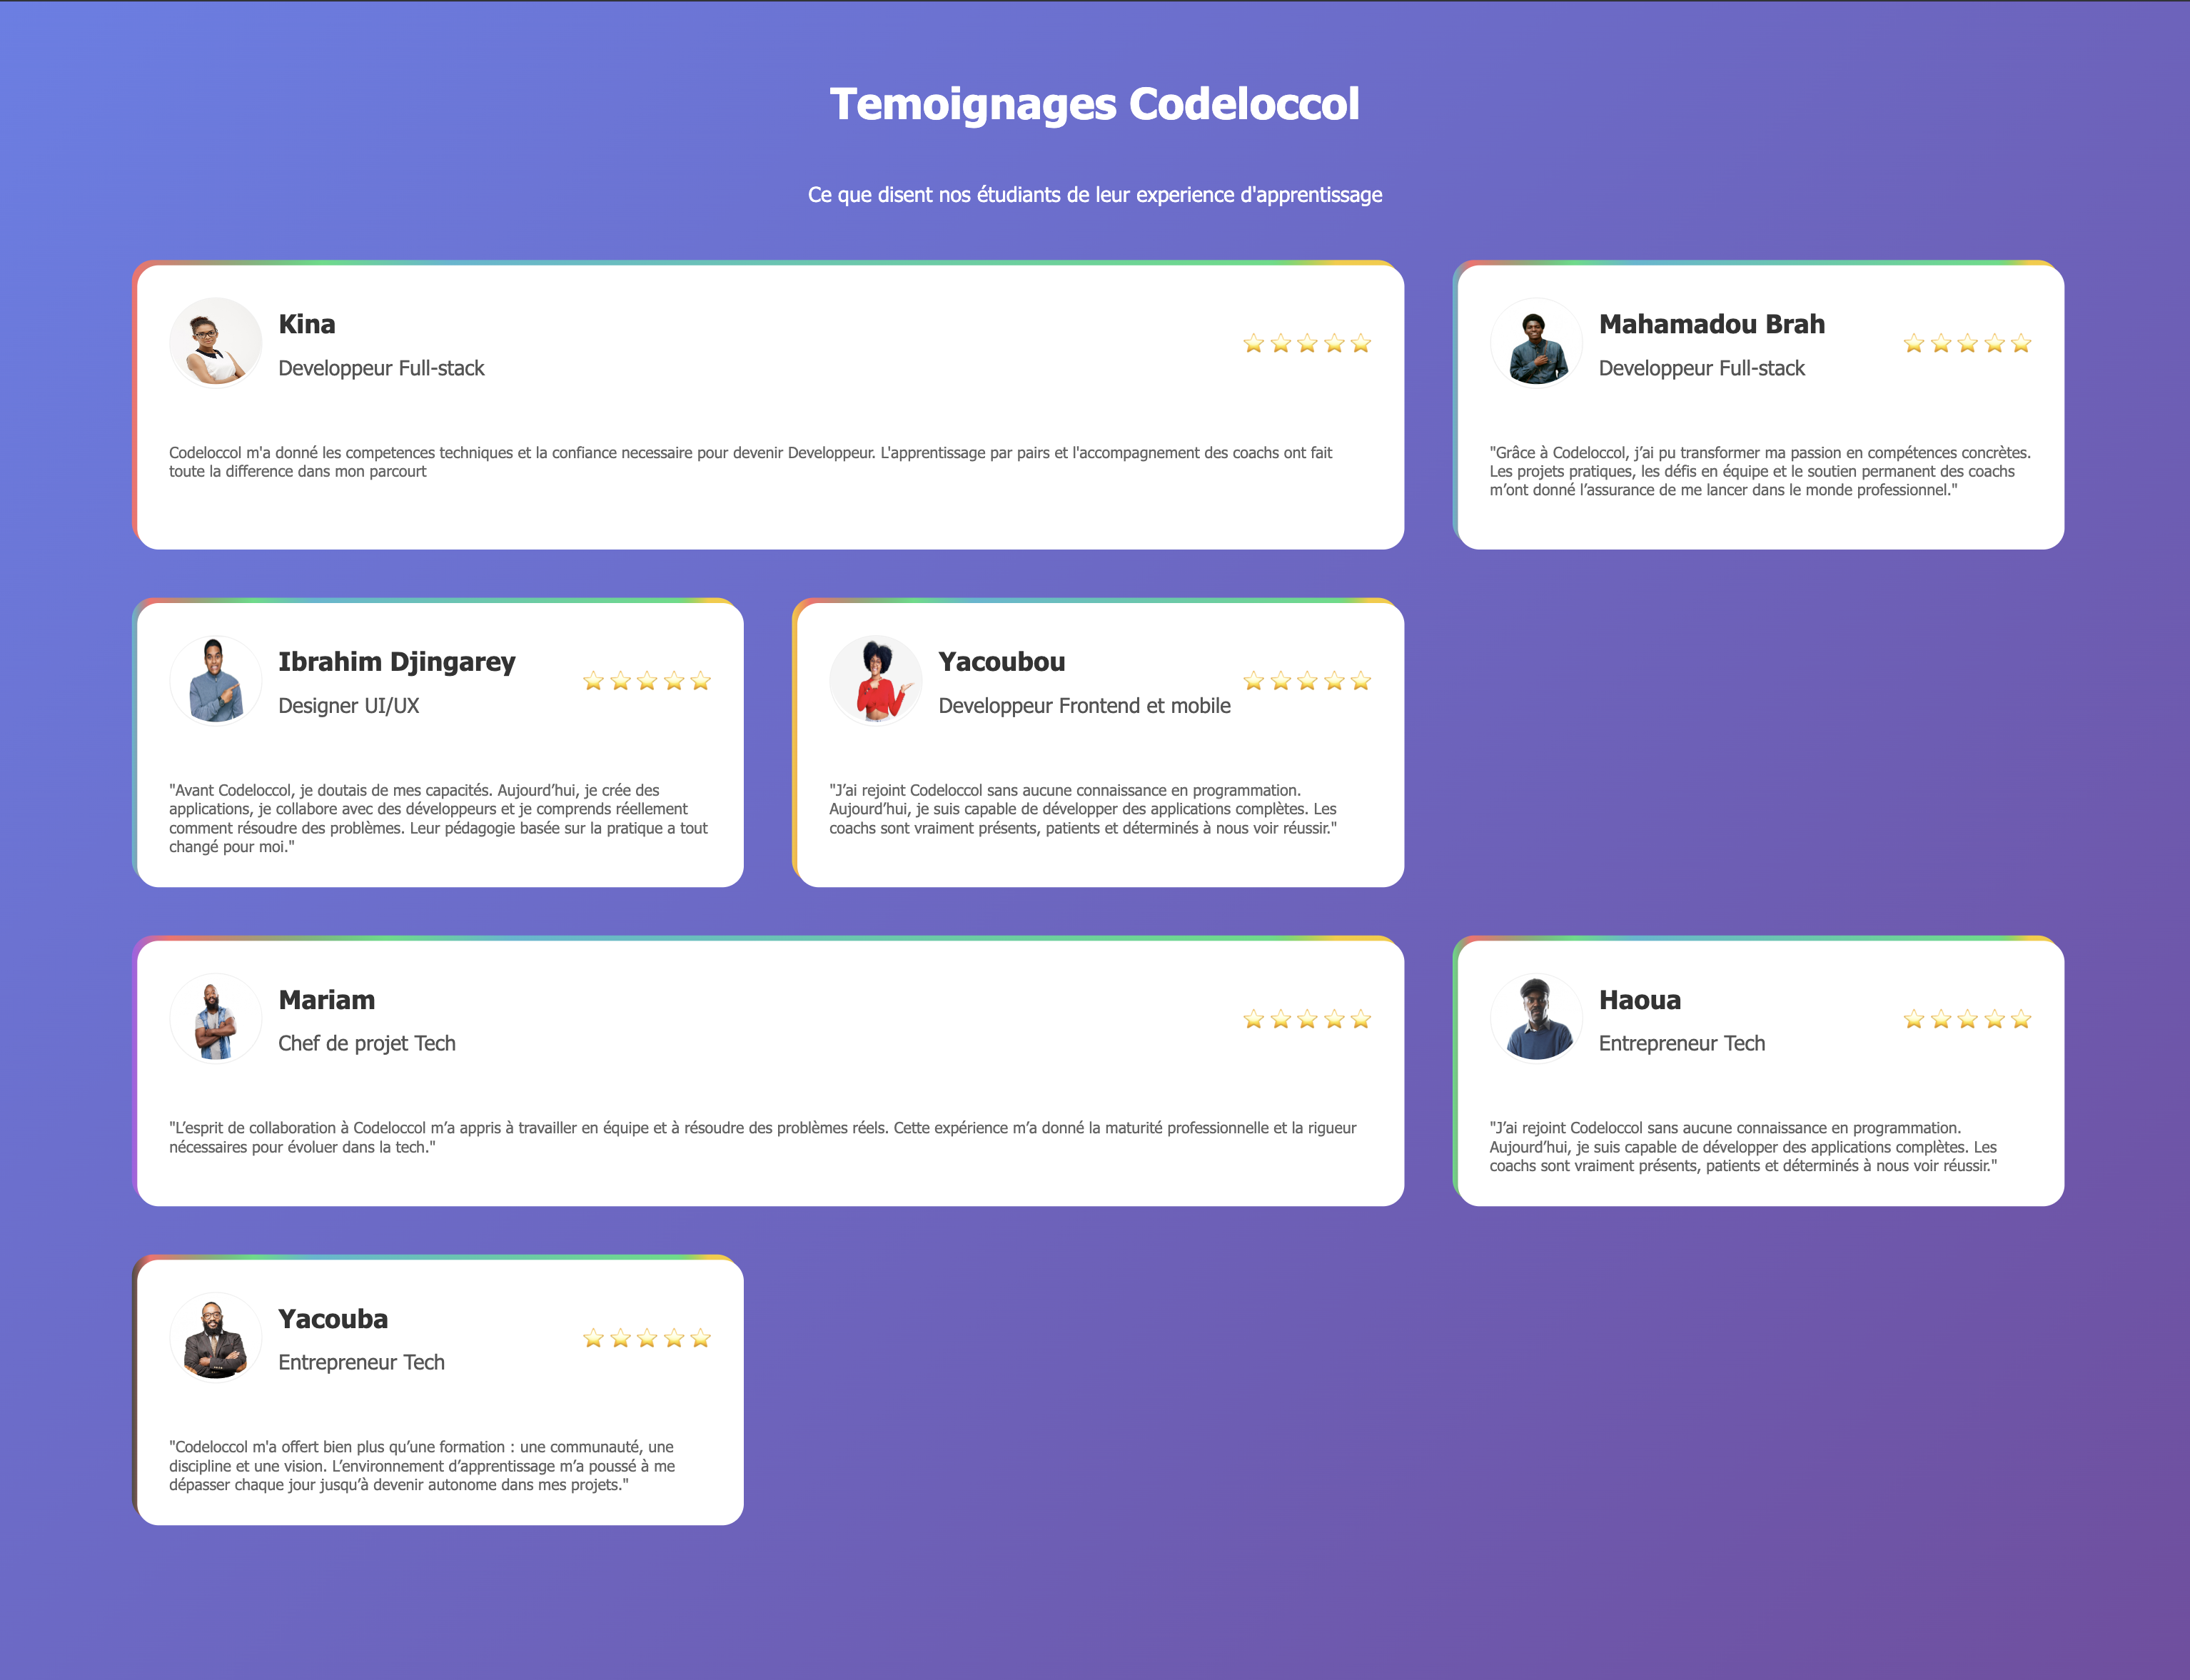 Temoignages Codeloccol
Ce que disent nos étudiants de leur experience d'apprentissage
Kina
Developpeur Full-stack
Codeloccol m'a donné les competences techniques et la confiance necessaire pour devenir Developpeur. L'apprentissage par pairs et l'accompagnement des coachs ont fait
toute la difference dans mon parcourt
Mahamadou Brah
Developpeur Full-stack
"Grâce à Codeloccol, j’ai pu transformer ma passion en compétences concrètes.
Les projets pratiques, les défis en équipe et le soutien permanent des coachs
m’ont donné l’assurance de me lancer dans le monde professionnel."
Ibrahim Djingarey
Designer UI/UX
"Avant Codeloccol, je doutais de mes capacités. Aujourd’hui, je crée des
applications, je collabore avec des développeurs et je comprends réellement
comment résoudre des problèmes. Leur pédagogie basée sur la pratique a tout
changé pour moi."
Yacoubou
Developpeur Frontend et mobile
"J’ai rejoint Codeloccol sans aucune connaissance en programmation.
Aujourd’hui, je suis capable de développer des applications complètes. Les
coachs sont vraiment présents, patients et déterminés à nous voir réussir."
Mariam
Chef de projet Tech
"L’esprit de collaboration à Codeloccol m’a appris à travailler en équipe et à résoudre des problèmes réels. Cette expérience m’a donné la maturité professionnelle et la rigueur
nécessaires pour évoluer dans la tech."
Haoua
Entrepreneur Tech
"J’ai rejoint Codeloccol sans aucune connaissance en programmation.
Aujourd’hui, je suis capable de développer des applications complètes. Les
coachs sont vraiment présents, patients et déterminés à nous voir réussir."
Yacouba
Entrepreneur Tech
"Codeloccol m'a offert bien plus qu’une formation : une communauté, une
discipline et une vision. L’environnement d’apprentissage m’a poussé à me
dépasser chaque jour jusqu’à devenir autonome dans mes projets."